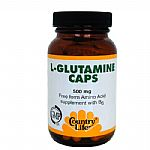 L-GLUTAMINE
CAPS
500 mg
Free form Amino Acid
supplement with B6
Country
Life